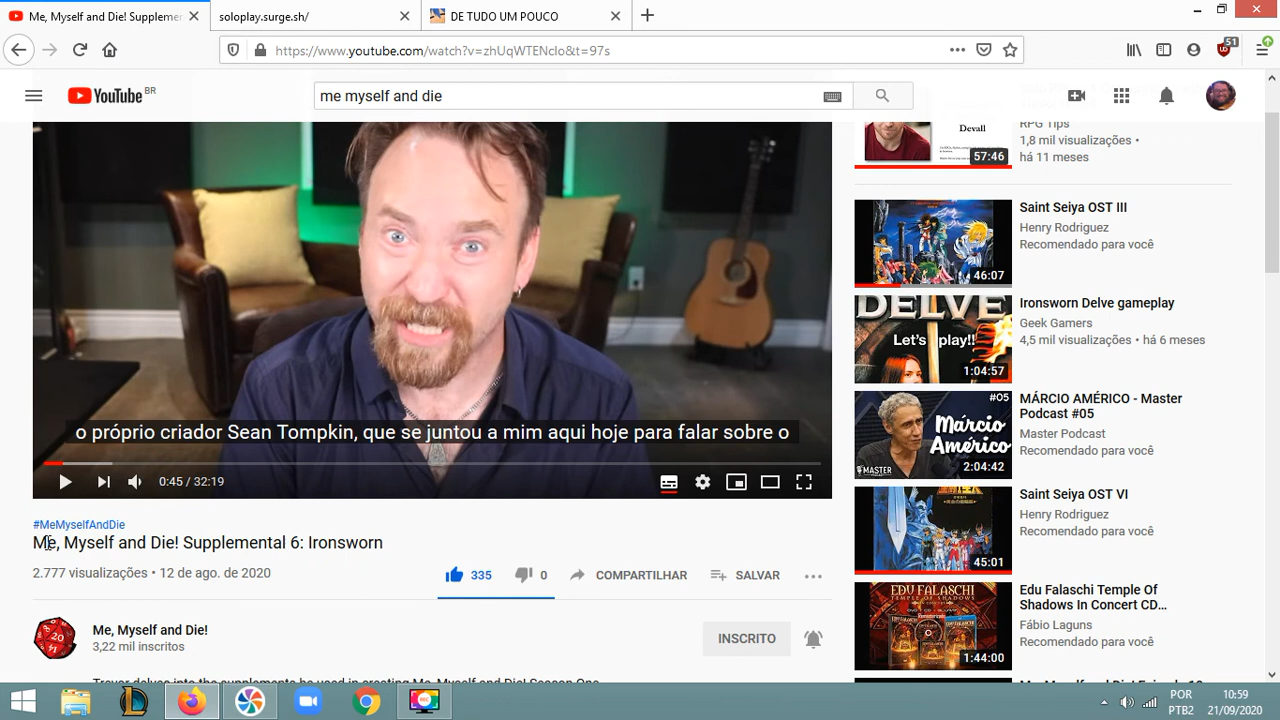 Me, Myself and Die! Supplemen
soloplay.surge.sh/
DE TUDO UM POUCO
https://www.youtube.com/watch?v=zhUqWTENcIo&t=97s
51
YouTube BR
me myself and die
Devall
57:46
RPG Tips
1,8 mil visualizações •
há 11 meses
o próprio criador Sean Tompkin, que se juntou a mim aqui hoje para falar sobre o
0:45 / 32:19
#MeMyselfAndDie
Me, Myself and Die! Supplemental 6: Ironsworn
2.777 visualizações • 12 de ago. de 2020
335
0
COMPARTILHAR
SALVAR
Me, Myself and Die!
3,22 mil inscritos
INSCRITO
20
Saint Seiya OST III
Henry Rodriguez
Recomendado para você
46:07
DELVE
Let's play!!
1:04:57
Ironsworn Delve gameplay
Geek Gamers
4,5 mil visualizações • há 6 meses
#05
Márcio
Américo
MASTER
2:04:42
MÁRCIO AMÉRICO - Master
Podcast #05
Master Podcast
Recomendado para você
45:01
Saint Seiya OST VI
Henry Rodriguez
Recomendado para você
EDU FALASCHI
TEMPLE OF SHADOWS
1:44:00
Edu Falaschi Temple Of
Shadows In Concert CD...
Fábio Laguns
Recomendado para você
POR
PTB2
10:59
21/09/2020